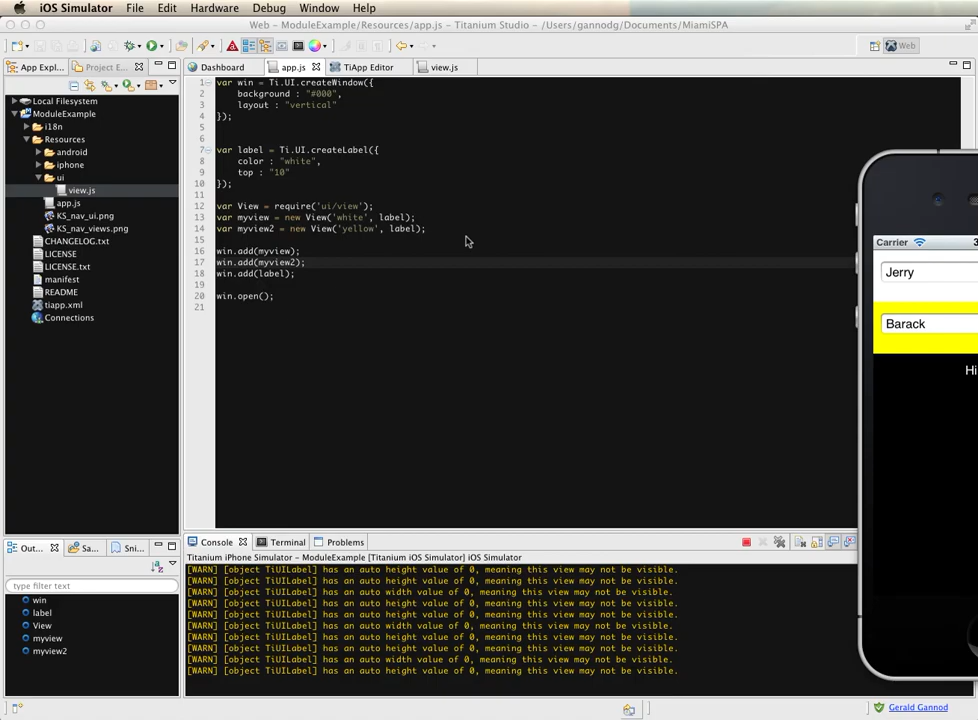 iOS Simulator File Edit Hardware Debug Window Help
Web – ModuleExample/Resources/app.js – Titanium Studio – /Users/gannodg/Documents/MiamiSPA
Web
App Expl...
Project E...
Dashboard
app.js
TiApp Editor
view.js
Local Filesystem
ModuleExample
i18n
Resources
android
iphone
ui
view.js
app.js
KS_nav_ui.png
KS_nav_views.png
CHANGELOG.txt
LICENSE
LICENSE.txt
manifest
README
tiapp.xml
Connections
1 var win = Ti.UI.createWindow({
2 background : "#000",
3 layout : "vertical"
4 });
5
6
7 var label = Ti.UI.createLabel({
8 color : "white",
9 top : "10"
10 });
11
12 var View = require('ui/view');
13 var myview = new View('white', label);
14 var myview2 = new View('yellow', label);
15
16 win.add(myview);
17 win.add(myview2);
18 win.add(label);
19
20 win.open();
21
Carrier 3
Jerry
Barack
Hi
Out...
Sa...
Sni...
type filter text
win
label
View
myview
myview2
Console
Terminal
Problems
Titanium iPhone Simulator – ModuleExample [Titanium iOS Simulator] iOS Simulator
[WARN] [object TiUILabel] has an auto height value of 0, meaning this view may not be visible.
[WARN] [object TiUILabel] has an auto height value of 0, meaning this view may not be visible.
[WARN] [object TiUILabel] has an auto width value of 0, meaning this view may not be visible.
[WARN] [object TiUILabel] has an auto height value of 0, meaning this view may not be visible.
[WARN] [object TiUILabel] has an auto height value of 0, meaning this view may not be visible.
[WARN] [object TiUILabel] has an auto width value of 0, meaning this view may not be visible.
[WARN] [object TiUILabel] has an auto height value of 0, meaning this view may not be visible.
[WARN] [object TiUILabel] has an auto height value of 0, meaning this view may not be visible.
[WARN] [object TiUILabel] has an auto width value of 0, meaning this view may not be visible.
[WARN] [object TiUILabel] has an auto height value of 0, meaning this view may not be visible.
Gerald Gannod